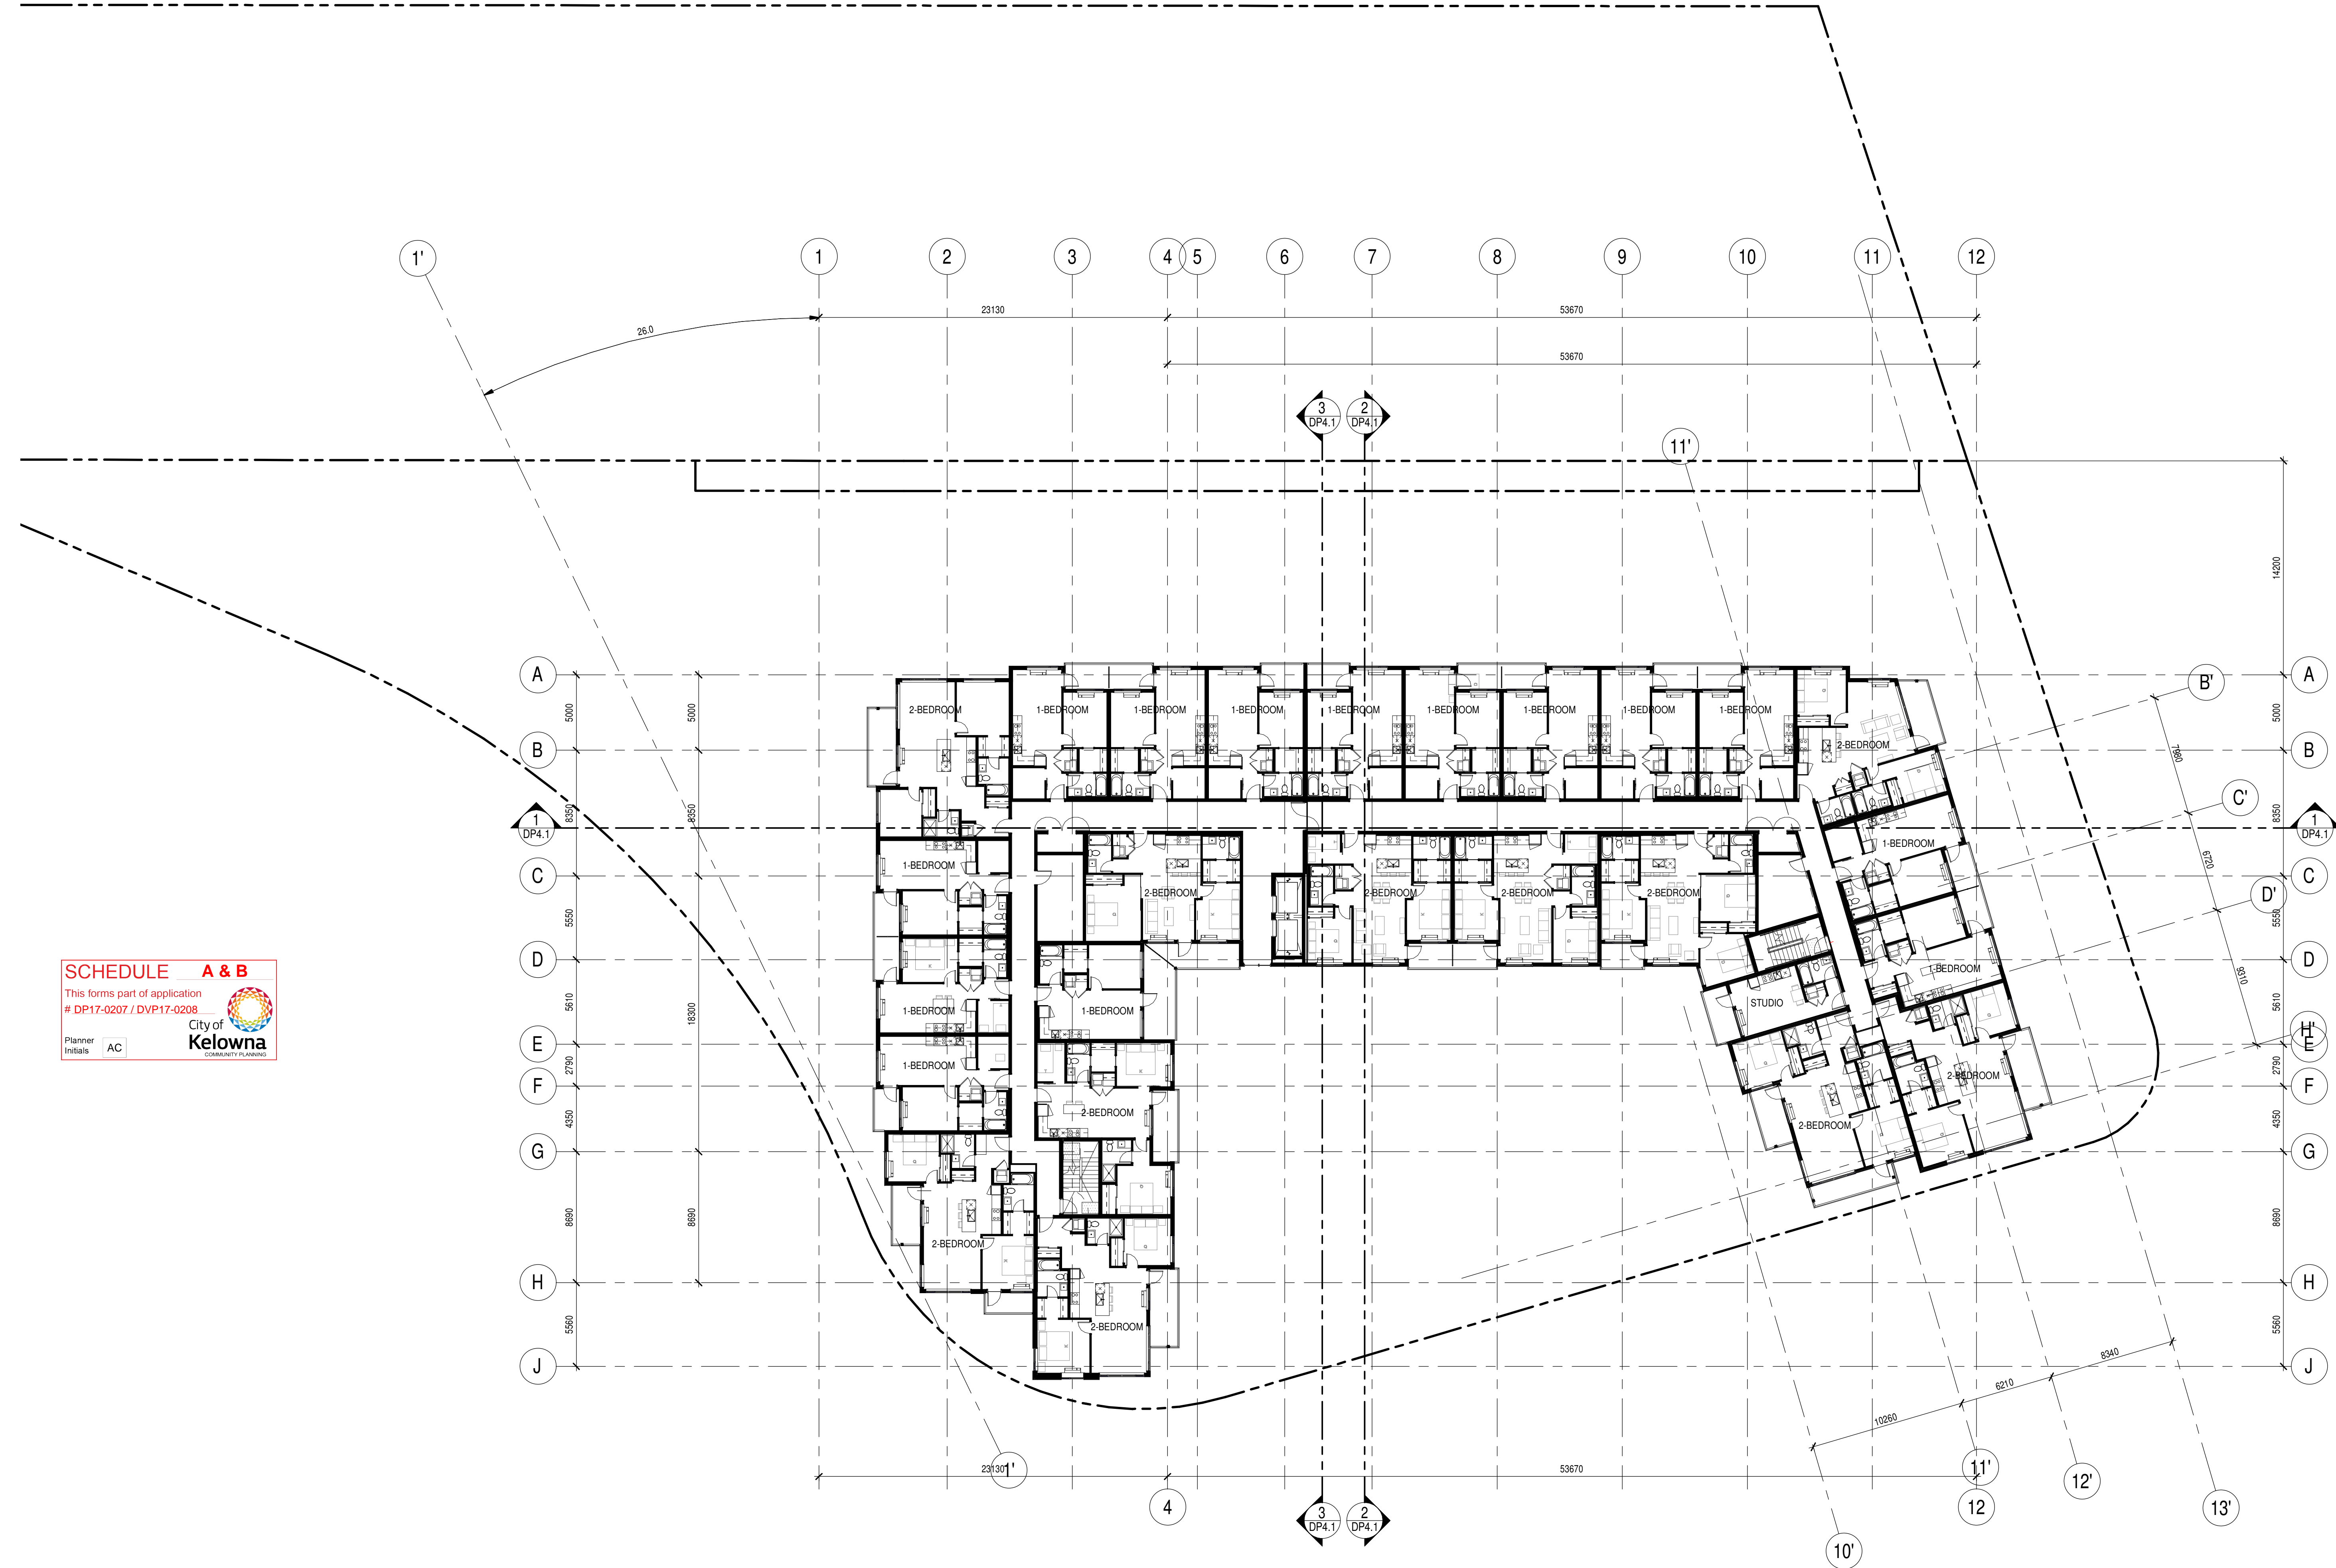 1'
1
2
3
4
5
6
7
8
9
10
11
12
23130
53670
26.0
53670
3
DP4.1
2
DP4.1
11'
14200
A
A
B'
5000
5000
5000
2-BEDROOM
1-BEDROOM
1-BEDROOM
1-BEDROOM
1-BEDROOM
1-BEDROOM
1-BEDROOM
1-BEDROOM
1-BEDROOM
2-BEDROOM
B
B
7980
C'
8350
8350
8350
1
DP4.1
1
DP4.1
1-BEDROOM
1-BEDROOM
6720
C
C
2-BEDROOM
2-BEDROOM
2-BEDROOM
2-BEDROOM
D'
5550
5550
D
D
1-BEDROOM
9310
SCHEDULE A & B
This forms part of application
# DP17-0207 / DVP17-0208
City of
Kelowna
COMMUNITY PLANNING
Planner
Initials
AC
5610
18300
1-BEDROOM
1-BEDROOM
STUDIO
5610
H'
E
E
2790
1-BEDROOM
2-BEDROOM
2790
F
F
4350
2-BEDROOM
2-BEDROOM
4350
G
G
8690
8690
2-BEDROOM
8690
H
H
5560
2-BEDROOM
5560
J
J
8340
6210
10260
23130
1'
53670
11'
12'
4
12
13'
3
DP4.1
2
DP4.1
10'